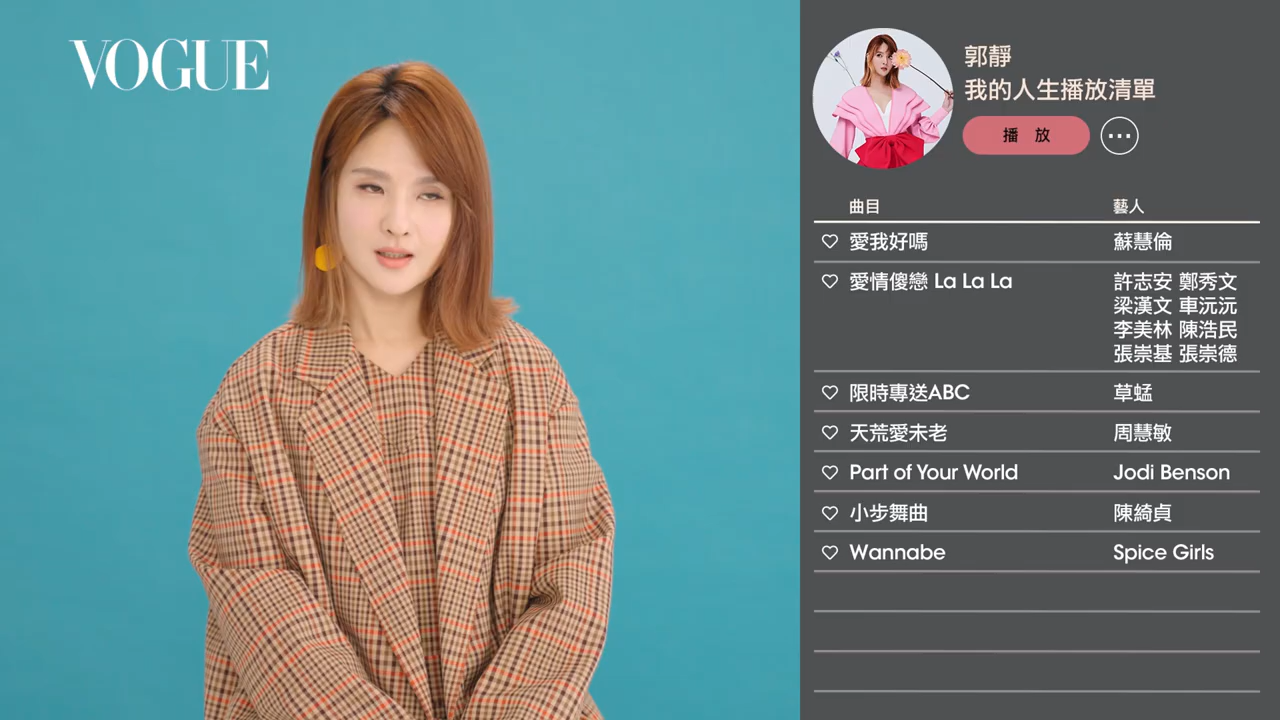 VOGUE
郭靜
我的人生播放清單
播 放
曲目 藝人
愛我好嗎 蘇慧倫
愛情傻戀 La La La 許志安 鄭秀文
梁漢文 車沅沅
李美林 陳浩民
張崇基 張崇德
限時專送ABC 草蜢
天荒愛未老 周慧敏
Part of Your World Jodi Benson
小步舞曲 陳綺貞
Wannabe Spice Girls